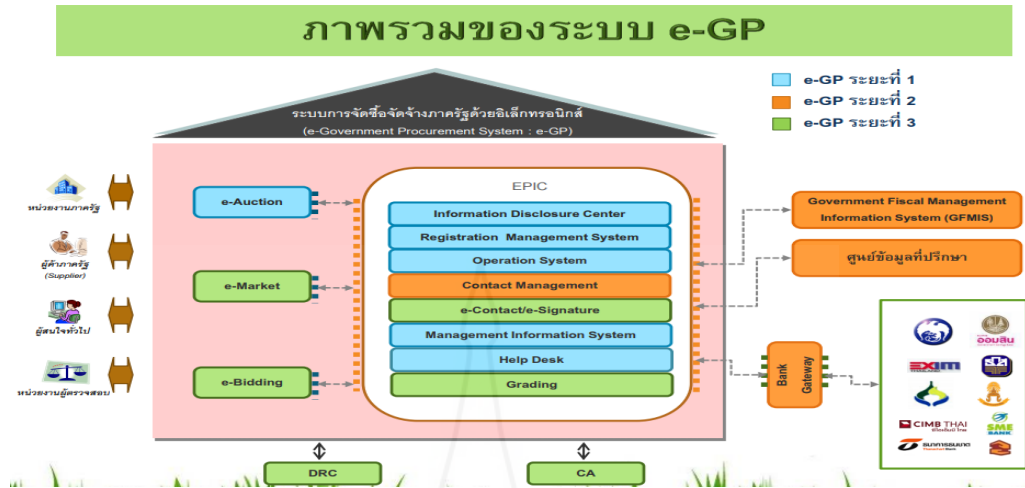 ภาพรวมของระบบ e-GP
e-GP ระยะที่ 1
e-GP ระยะที่ 2
e-GP ระยะที่ 3
ระบบการจัดซื้อจัดจ้างภาครัฐด้วยอิเล็กทรอนิกส์
(e-Government Procurement System : e-GP)
หน่วยงานภาครัฐ
ผู้ค้าภาครัฐ
(Supplier)
ผู้สนใจทั่วไป
หน่วยงานผู้ตรวจสอบ
e-Auction
e-Market
e-Bidding
EPIC
Information Disclosure Center
Registration Management System
Operation System
Contact Management
e-Contact/e-Signature
Management Information System
Help Desk
Grading
Government Fiscal Management
Information System (GFMIS)
ศูนย์ข้อมูลที่ปรึกษา
Bank
Gateway
ออมสิน
EXIM
CIMB THAI
SME
BANK
ธนาคารธนชาต
DRC
CA